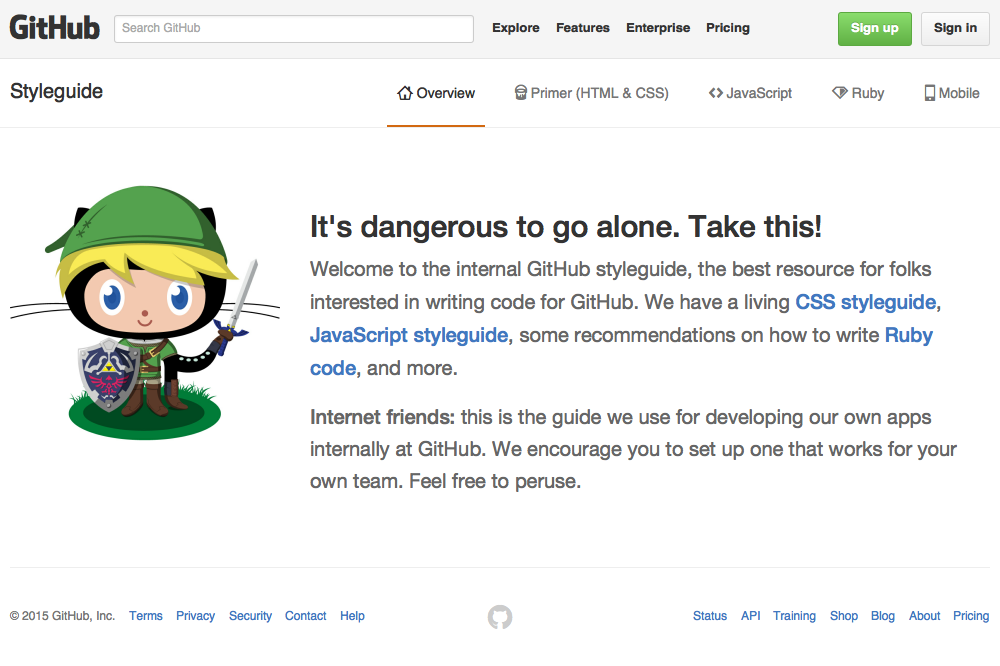 GitHub Search GitHub Explore Features Enterprise Pricing Sign up Sign in
Styleguide Overview Primer (HTML & CSS) JavaScript Ruby Mobile
It's dangerous to go alone. Take this!
Welcome to the internal GitHub styleguide, the best resource for folks
interested in writing code for GitHub. We have a living CSS styleguide,
JavaScript styleguide, some recommendations on how to write Ruby
code, and more.
Internet friends: this is the guide we use for developing our own apps
internally at GitHub. We encourage you to set up one that works for your
own team. Feel free to peruse.
© 2015 GitHub, Inc. Terms Privacy Security Contact Help Status API Training Shop Blog About Pricing